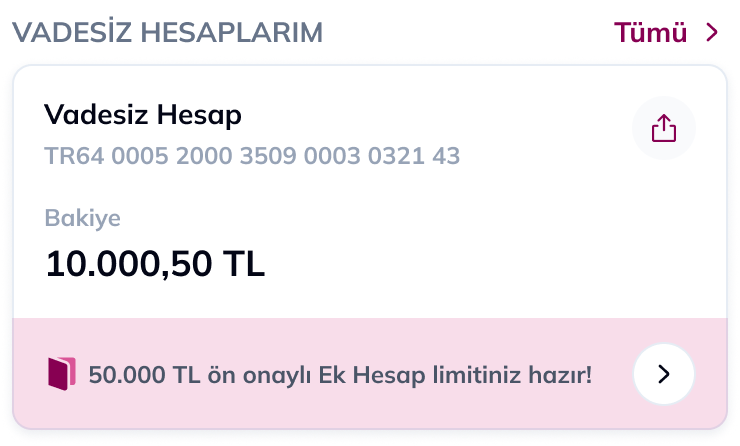 VADESİZ HESAPLARIM
Tümü
Vadesiz Hesap
TR64 0005 2000 3509 0003 0321 43
Bakiye
10.000,50 TL
50.000 TL ön onaylı Ek Hesap limitiniz hazır!